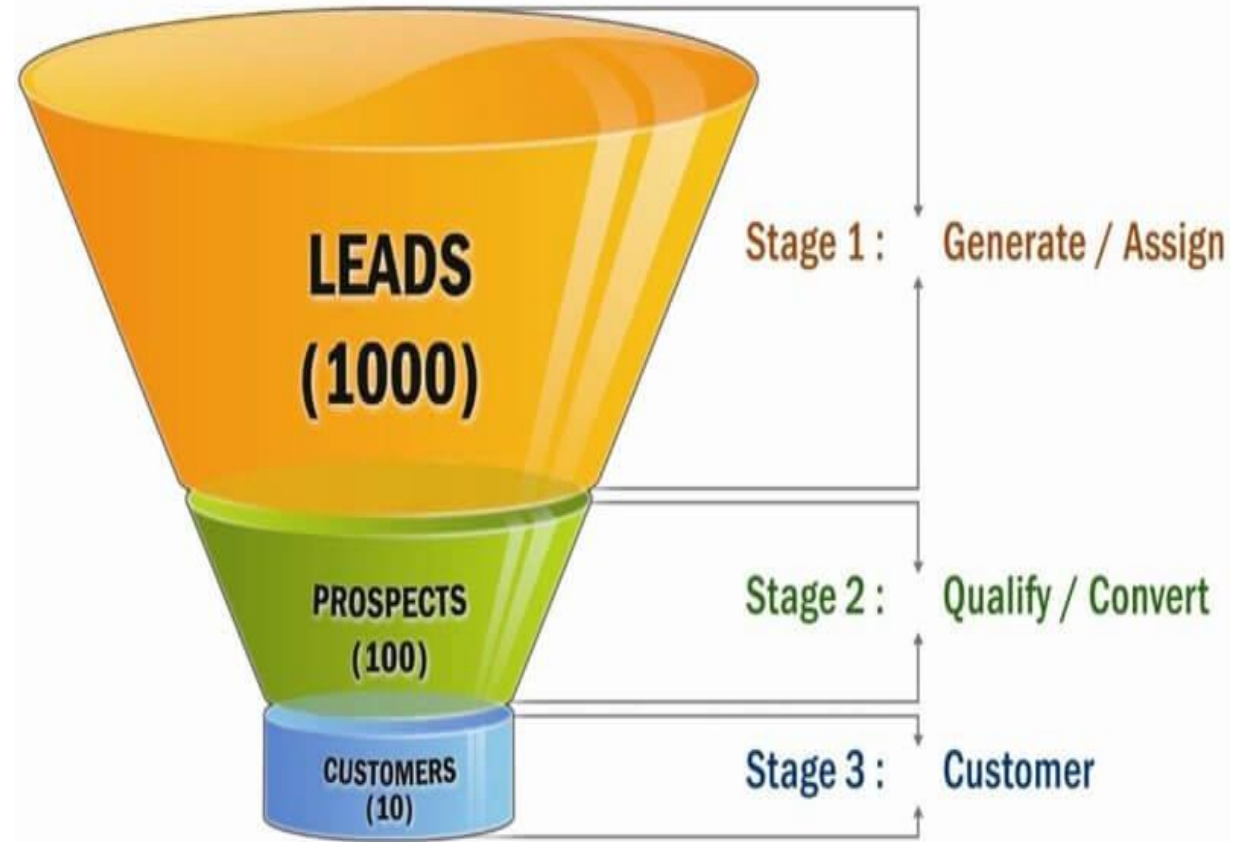 LEADS
(1000)
Stage 1 : Generate / Assign
PROSPECTS
(100)
Stage 2 : Qualify / Convert
CUSTOMERS
(10)
Stage 3 : Customer